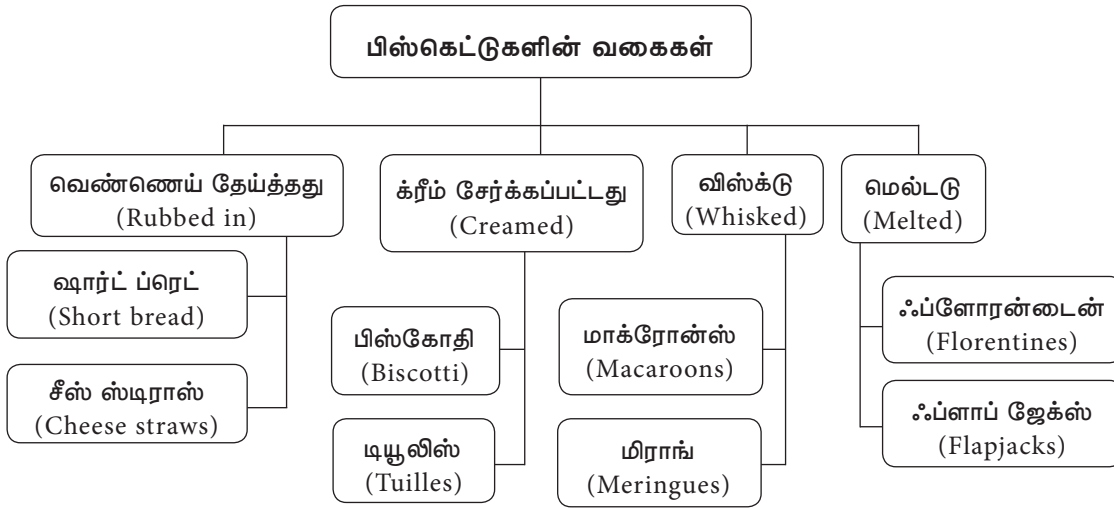 பிஸ்கெட்டுகளின் வகைகள்
வெண்ணெய் தேய்த்தது
(Rubbed in)
க்ரீம் சேர்க்கப்பட்டது
(Creamed)
விஸ்க்டு
(Whisked)
மெல்டடு
(Melted)
ஷார்ட் ப்ரெட்
(Short bread)
சீஸ் ஸ்டிராஸ்
(Cheese straws)
பிஸ்கோதி
(Biscotti)
டியூலிஸ்
(Tuilles)
மாக்ரோன்ஸ்
(Macaroons)
மிராங்
(Meringues)
ஃப்ளோரன்டைன்
(Florentines)
ஃப்ளாப் ஜேக்ஸ்
(Flapjacks)